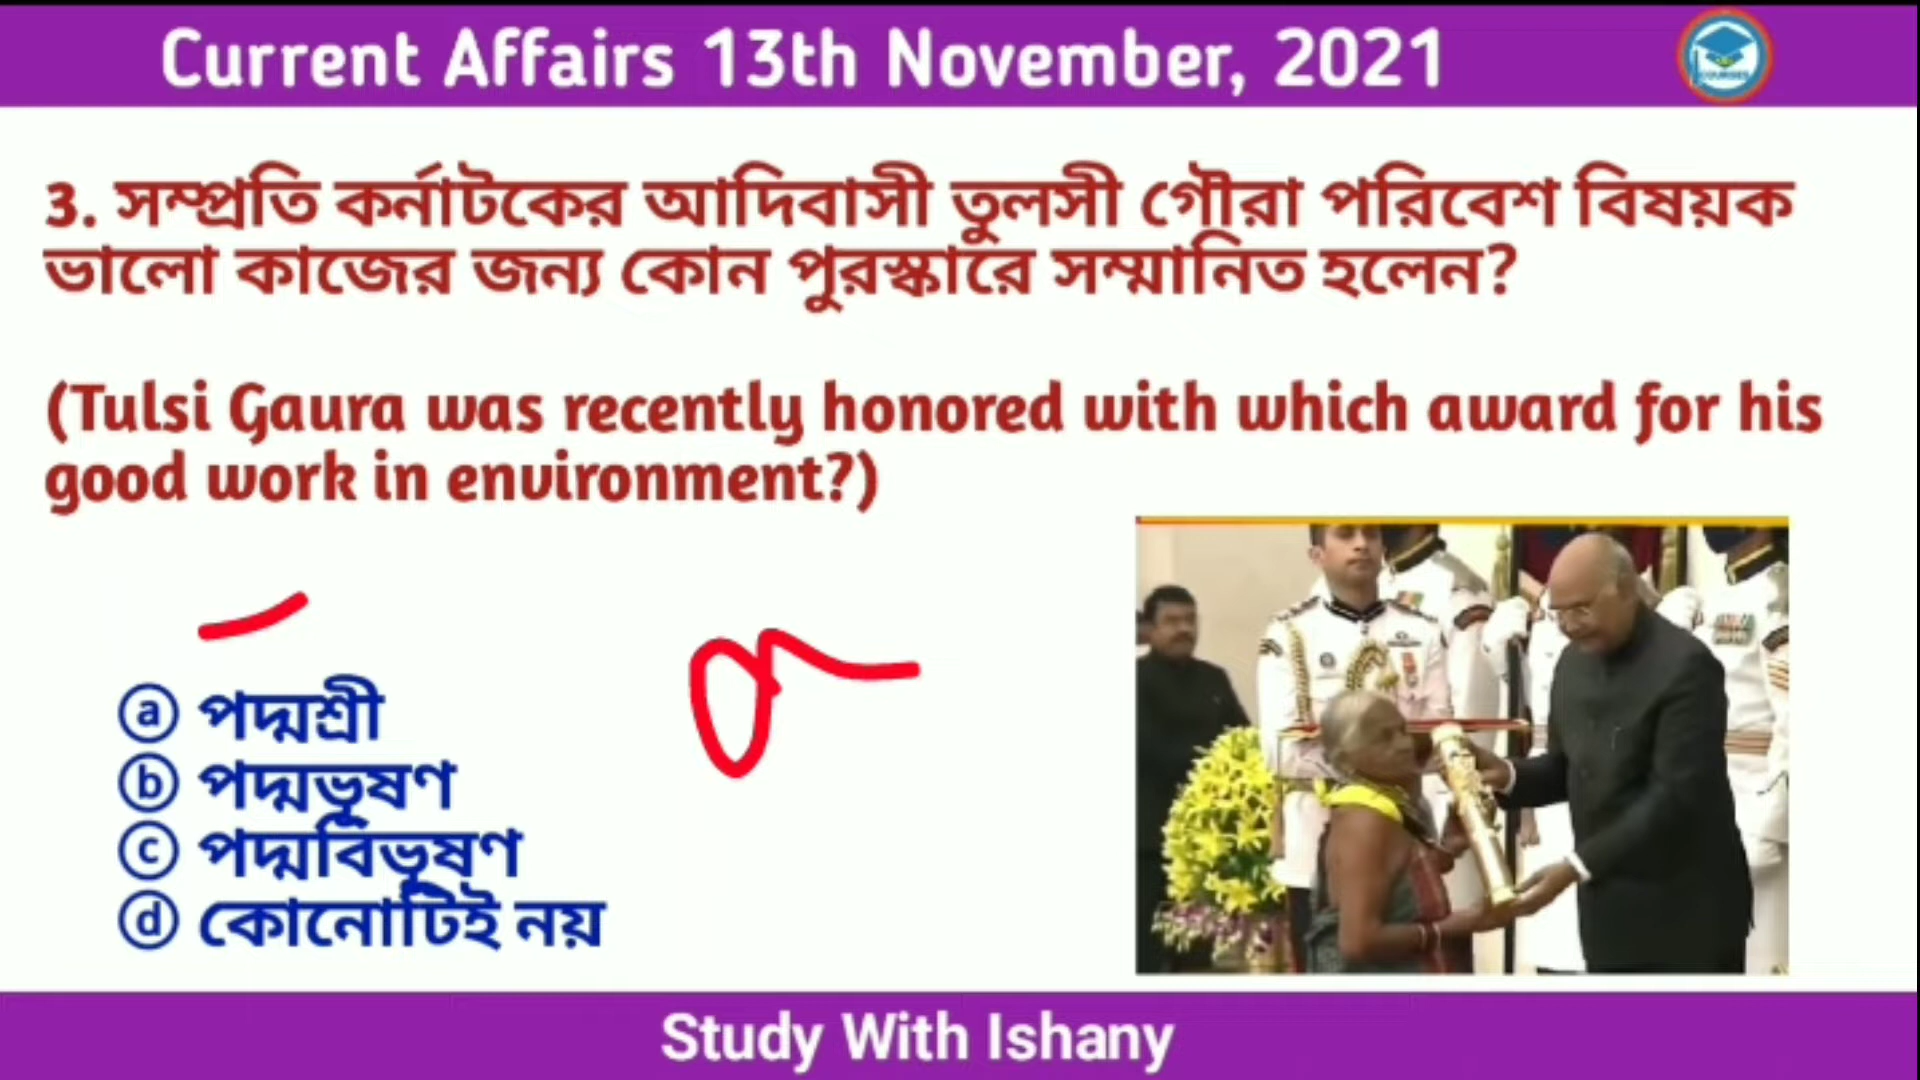 Current Affairs 13th November, 2021
COURSES
3. সম্প্রতি কর্নাটকের আদিবাসী তুলসী গৌরা পরিবেশ বিষয়ক
ভালো কাজের জন্য কোন পুরস্কারে সম্মানিত হলেন?
(Tulsi Gaura was recently honored with which award for his
good work in environment?)
ⓐ পদ্মশ্রী
ⓑ পদ্মভূষণ
ⓒ পদ্মবিভূষণ
ⓓ কোনোটিই নয়
Study With Ishany